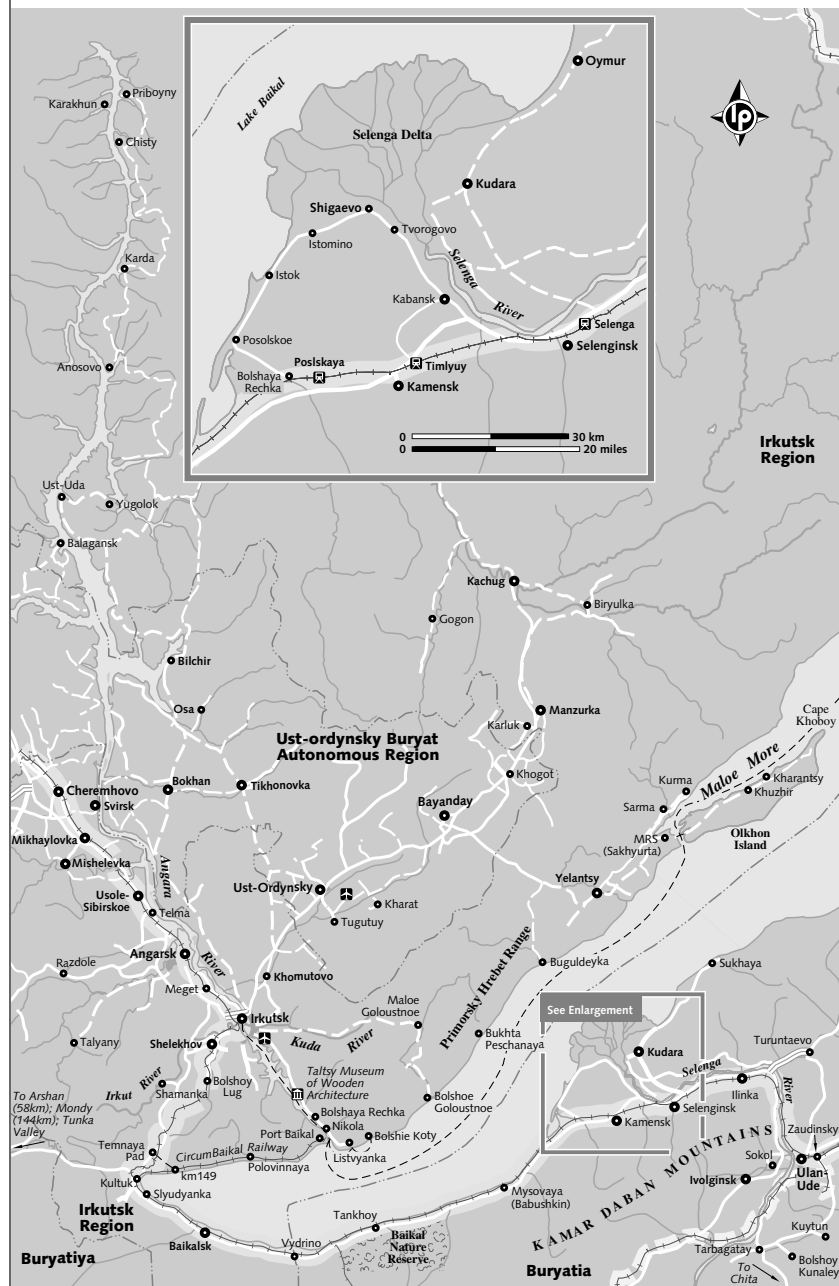 Priboyny
Karakhun
Chisty
Karda
Anosovo
Ust-Uda
Yugolok
Balagansk
Bilchir
Osa
Lake Baikal
Selenga Delta
Oymur
Kudara
Shigaevo
Tvorogovo
Istomino
Istok
Selenga
River
Kabansk
Selenga
Selenginsk
Posolskoe
Poslskaya
Timlyuy
Bolshaya
Rechka
Kamensk
0 30 km
0 20 miles
lp
Irkutsk
Region
Kachug
Biryulka
Gogon
Manzurka
Karluk
Cape
Khoboy
Ust-ordynsky Buryat
Autonomous Region
Maloe More
Khogot
Kurma
Kharantsy
Khuzhir
Cheremhovo
Svirsk
Bokhan
Tikhonovka
Bayanday
Sarma
MRS
(Sakhyurta)
Olkhon
Island
Mikhaylovka
Mishelevka
Angara
River
Ust-Ordynsky
Kharat
Tugutuy
Yelantsy
Usole-
Sibirskoe
Telma
Angarsk
Razdole
Meget
Khomutovo
Primorsky Hrebet Range
Buguldeyka
Sukhaya
Irkutsk
Maloe
Goloustnoe
Kuda
River
See Enlargement
Bukhta
Peschanaya
Talyany
Shelekhov
Kudara
Turuntaevo
Selenga
River
Taltsy Museum
of Wooden
Architecture
Irkut
River
Shamanka
Bolshoy
Lug
Bolshoe
Goloustnoe
Ilinka
Selenginsk
Kamensk
Zaudinsky
To Arshan
(58km); Mondy
(144km); Tunka
Valley
Bolshaya Rechka
Nikola
Port Baikal
Bolshie Koty
Listvyanka
Temnaya
Pad
CircumBaikal Railway
km149
Polovinnaya
KAMAR DABAN MOUNTAINS
Sokol
Ulan-
Ude
Ivolginsk
Kultuk
Slyudyanka
Mysovaya
(Babushkin)
Irkutsk
Region
Baikalsk
Tankhoy
Vydrino
Baikal
Nature
Reserve
Kuytun
Tarbagatay
Bolshoy
Kunaley
To
Chita
Buryatiya
Buryatia